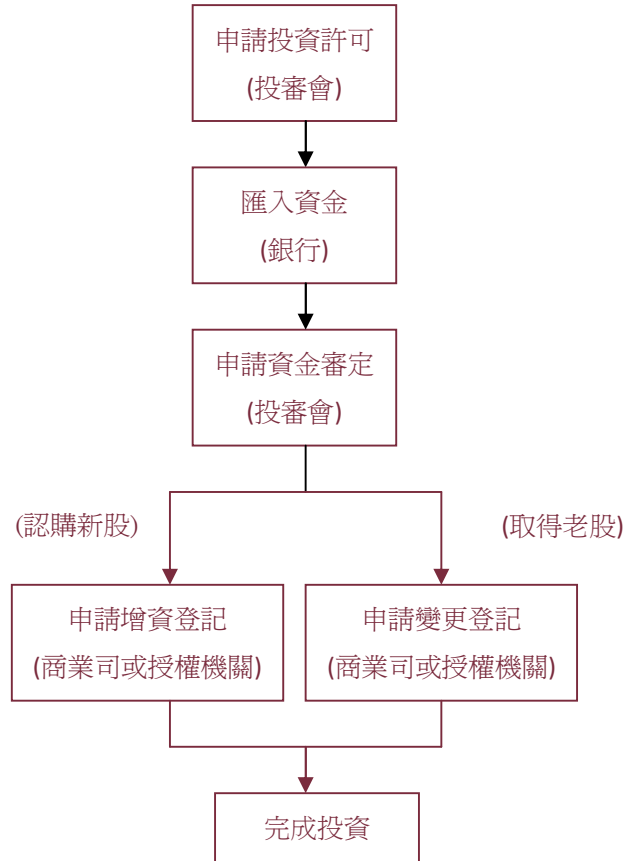 申請投資許可
(投審會)
匯入資金
(銀行)
申請資金審定
(投審會)
(認購新股)
(取得老股)
申請增資登記
(商業司或授權機關)
申請變更登記
(商業司或授權機關)
完成投資